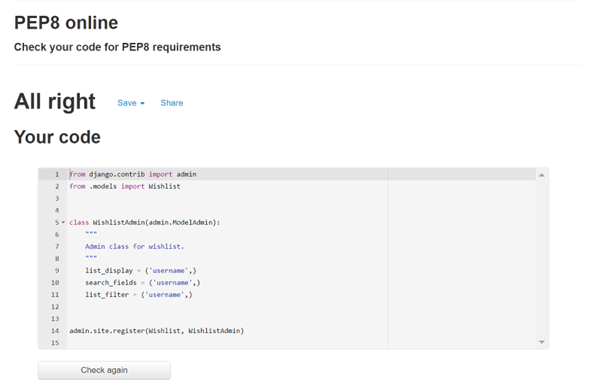 PEP8 online
Check your code for PEP8 requirements
All right Save Share
Your code
1 from django.contrib import admin
2 from .models import Wishlist
3
4
5 class WishlistAdmin(admin.ModelAdmin):
6 """
7 Admin class for wishlist.
8 """
9 list_display = ('username',)
10 search_fields = ('username',)
11 list_filter = ('username',)
12
13
14 admin.site.register(Wishlist, WishlistAdmin)
15
Check again